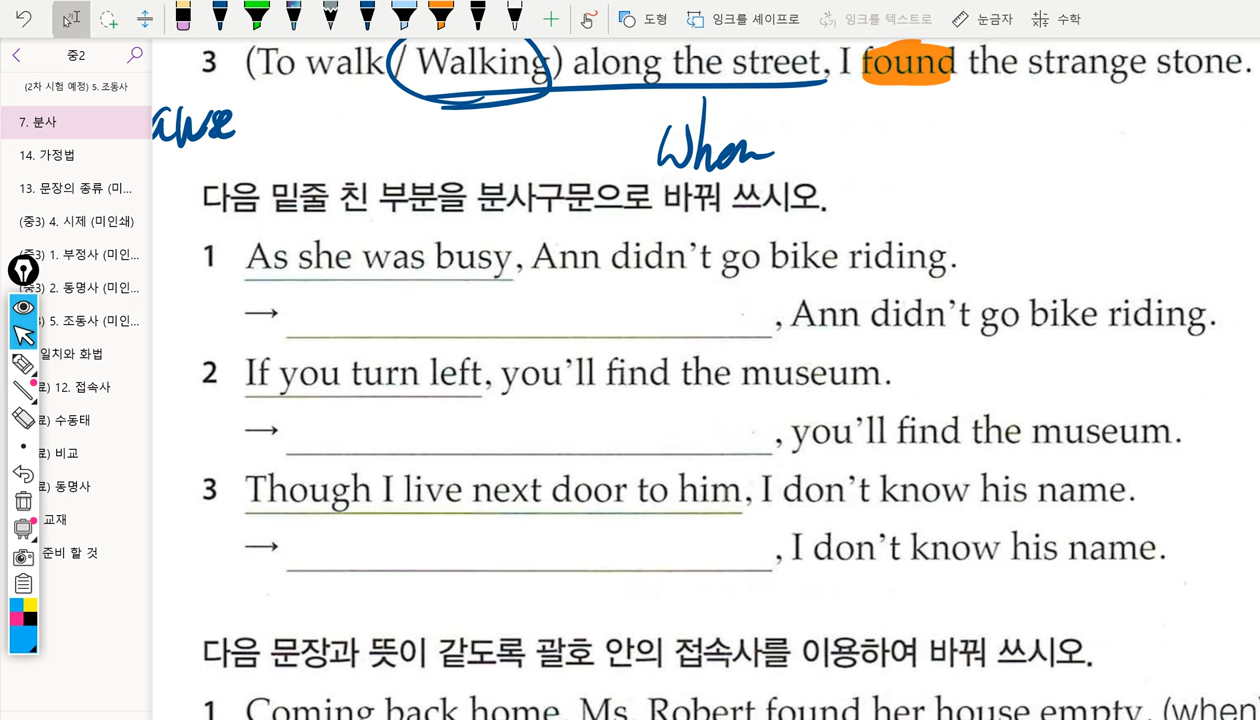 도형
잉크를 셰이프로
잉크를 텍스트로
눈금자
수학
중2
(2차 시험 예정) 5. 조동사
7. 분사
14. 가정법
13. 문장의 종류 (미...
(중3) 4. 시제 (미인쇄)
(중3) 1. 부정사 (미인...
(중3) 2. 동명사 (미인...
3) 5. 조동사 (미인...
일치와 화법
료) 12. 접속사
료) 수동태
료) 비교
료) 동명사
교재
준비 할 것
3 (To walk / Walking) along the street, I found the strange stone.
when
다음 밑줄 친 부분을 분사구문으로 바꿔 쓰시오.
1 As she was busy, Ann didn't go bike riding.
→ , Ann didn't go bike riding.
2 If you turn left, you'll find the museum.
→ , you'll find the museum.
3 Though I live next door to him, I don't know his name.
→ , I don't know his name.
다음 문장과 뜻이 같도록 괄호 안의 접속사를 이용하여 바꿔 쓰시오.
1 Coming back home, Ms. Robert found her house empty. (when